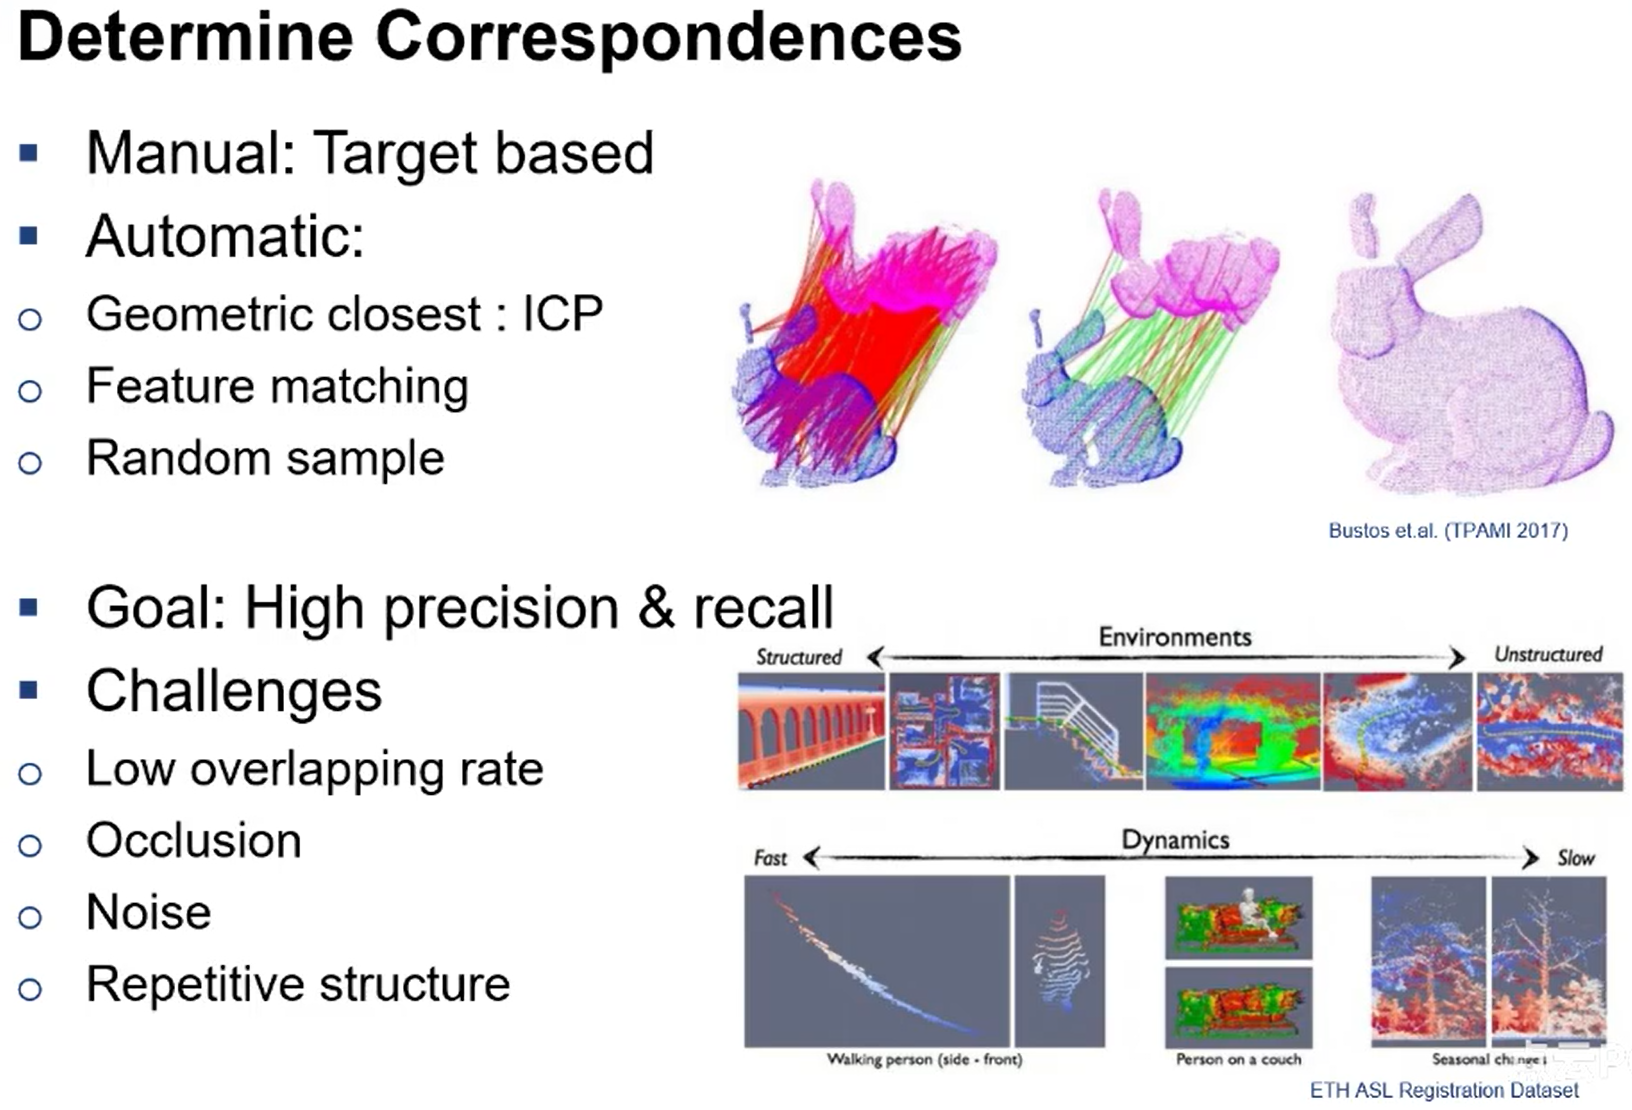 Determine Correspondences
Manual: Target based
Automatic:
Geometric closest : ICP
Feature matching
Random sample
Bustos et.al. (TPAMI 2017)
Goal: High precision & recall
Challenges
Low overlapping rate
Occlusion
Noise
Repetitive structure
Environments
Structured
Unstructured
Dynamics
Fast
Slow
Walking person (side - front)
Person on a couch
Seasonal changes
ETH ASL Registration Dataset